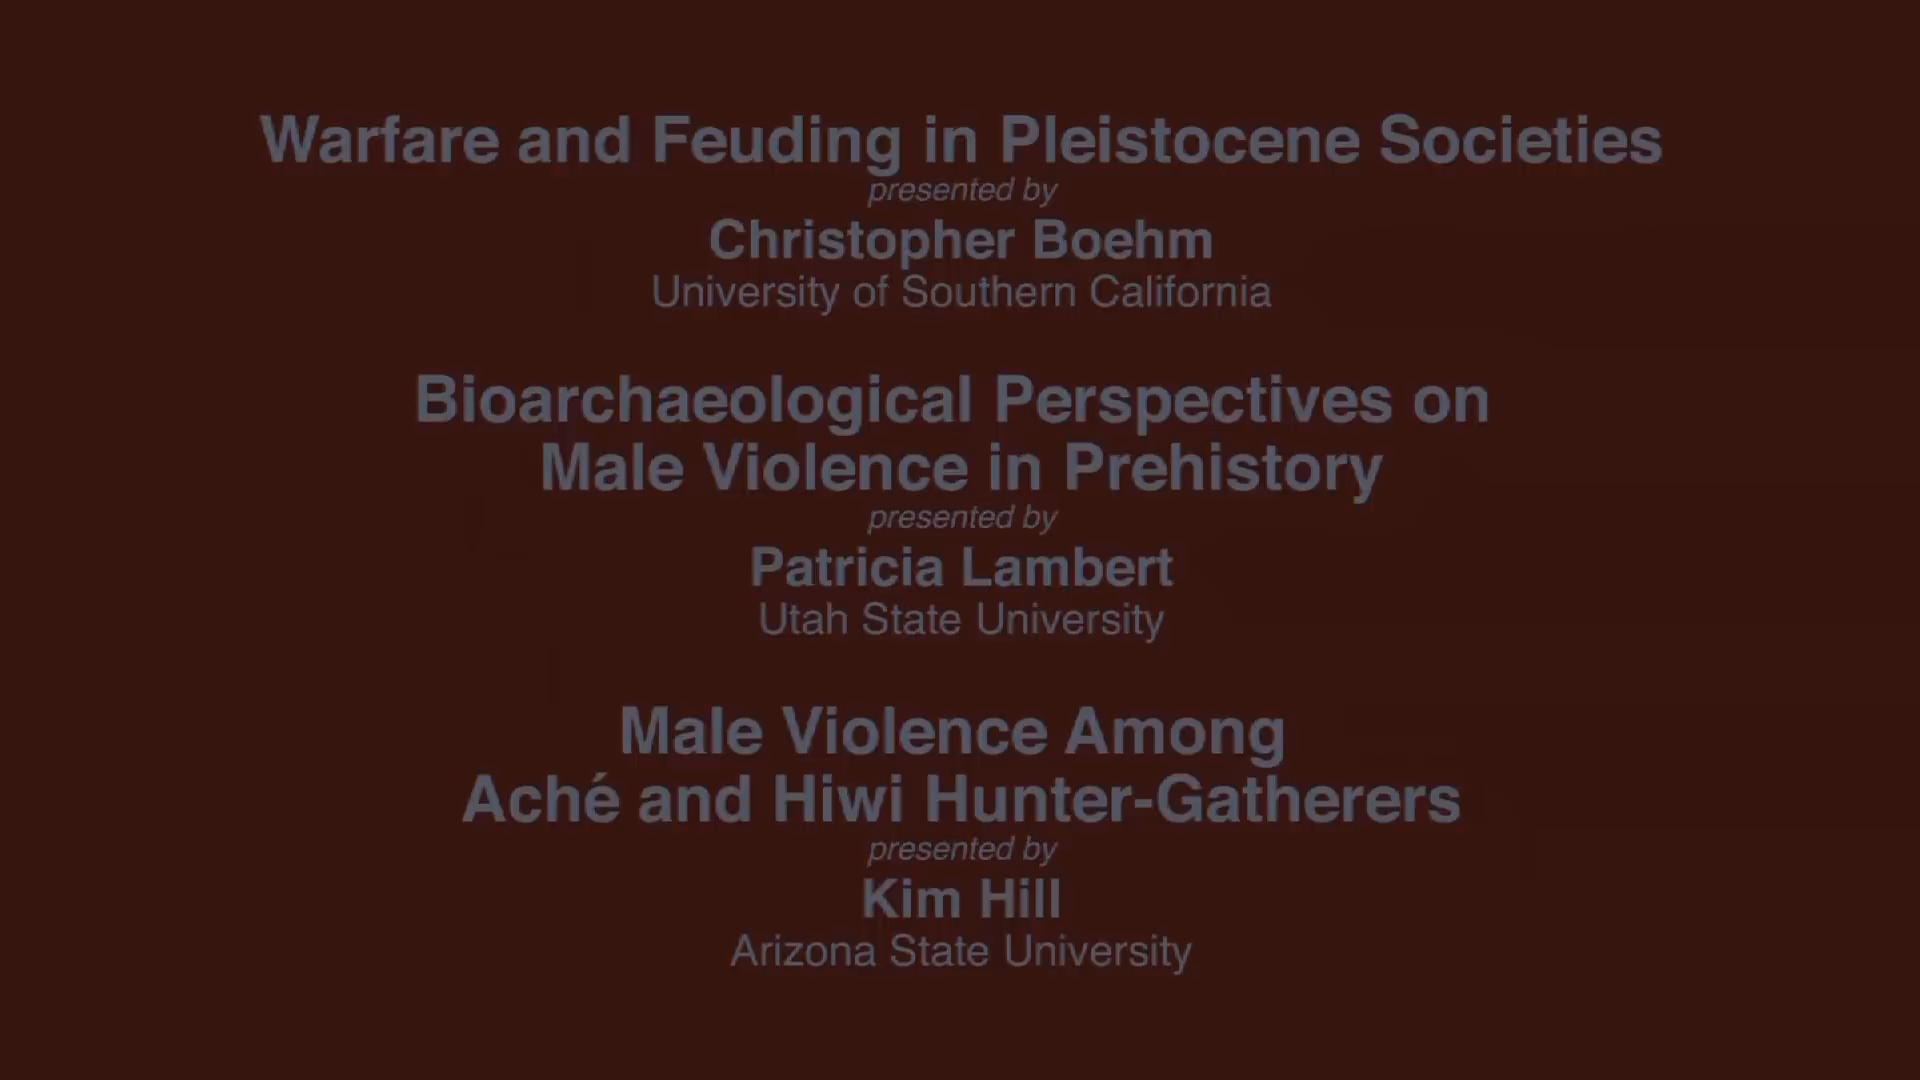 Warfare and Feuding in Pleistocene Societies
presented by
Christopher Boehm
University of Southern California
Bioarchaeological Perspectives on
Male Violence in Prehistory
presented by
Patricia Lambert
Utah State University
Male Violence Among
Aché and Hiwi Hunter-Gatherers
presented by
Kim Hill
Arizona State University